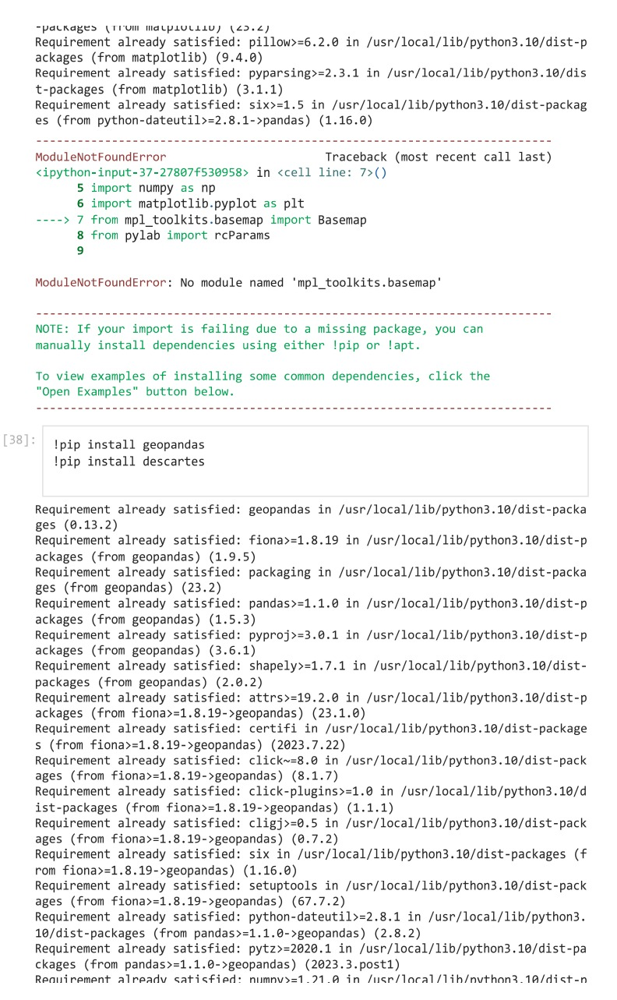 -packages (from matplotlib) (23.2)
Requirement already satisfied: pillow>=6.2.0 in /usr/local/lib/python3.10/dist-p
ackages (from matplotlib) (9.4.0)
Requirement already satisfied: pyparsing>=2.3.1 in /usr/local/lib/python3.10/dis
t-packages (from matplotlib) (3.1.1)
Requirement already satisfied: six>=1.5 in /usr/local/lib/python3.10/dist-packag
es (from python-dateutil>=2.8.1->pandas) (1.16.0)
---------------------------------------------------------------------------
ModuleNotFoundError                       Traceback (most recent call last)
<ipython-input-37-27807f530958> in <cell line: 7>()
      5 import numpy as np
      6 import matplotlib.pyplot as plt
----> 7 from mpl_toolkits.basemap import Basemap
      8 from pylab import rcParams
      9
ModuleNotFoundError: No module named 'mpl_toolkits.basemap'
---------------------------------------------------------------------------
NOTE: If your import is failing due to a missing package, you can
manually install dependencies using either !pip or !apt.
To view examples of installing some common dependencies, click the
"Open Examples" button below.
---------------------------------------------------------------------------
[38]: !pip install geopandas
!pip install descartes
Requirement already satisfied: geopandas in /usr/local/lib/python3.10/dist-packa
ges (0.13.2)
Requirement already satisfied: fiona>=1.8.19 in /usr/local/lib/python3.10/dist-p
ackages (from geopandas) (1.9.5)
Requirement already satisfied: packaging in /usr/local/lib/python3.10/dist-packa
ges (from geopandas) (23.2)
Requirement already satisfied: pandas>=1.1.0 in /usr/local/lib/python3.10/dist-p
ackages (from geopandas) (1.5.3)
Requirement already satisfied: pyproj>=3.0.1 in /usr/local/lib/python3.10/dist-p
ackages (from geopandas) (3.6.1)
Requirement already satisfied: shapely>=1.7.1 in /usr/local/lib/python3.10/dist-
packages (from geopandas) (2.0.2)
Requirement already satisfied: attrs>=19.2.0 in /usr/local/lib/python3.10/dist-p
ackages (from fiona>=1.8.19->geopandas) (23.1.0)
Requirement already satisfied: certifi in /usr/local/lib/python3.10/dist-package
s (from fiona>=1.8.19->geopandas) (2023.7.22)
Requirement already satisfied: click~=8.0 in /usr/local/lib/python3.10/dist-pack
ages (from fiona>=1.8.19->geopandas) (8.1.7)
Requirement already satisfied: click-plugins>=1.0 in /usr/local/lib/python3.10/d
ist-packages (from fiona>=1.8.19->geopandas) (1.1.1)
Requirement already satisfied: cligj>=0.5 in /usr/local/lib/python3.10/dist-pack
ages (from fiona>=1.8.19->geopandas) (0.7.2)
Requirement already satisfied: six in /usr/local/lib/python3.10/dist-packages (f
rom fiona>=1.8.19->geopandas) (1.16.0)
Requirement already satisfied: setuptools in /usr/local/lib/python3.10/dist-pack
ages (from fiona>=1.8.19->geopandas) (67.7.2)
Requirement already satisfied: python-dateutil>=2.8.1 in /usr/local/lib/python3.
10/dist-packages (from pandas>=1.1.0->geopandas) (2.8.2)
Requirement already satisfied: pytz>=2020.1 in /usr/local/lib/python3.10/dist-pa
ckages (from pandas>=1.1.0->geopandas) (2023.3.post1)
Requirement already satisfied: numpy>=1.21.0 in /usr/local/lib/python3.10/dist-p